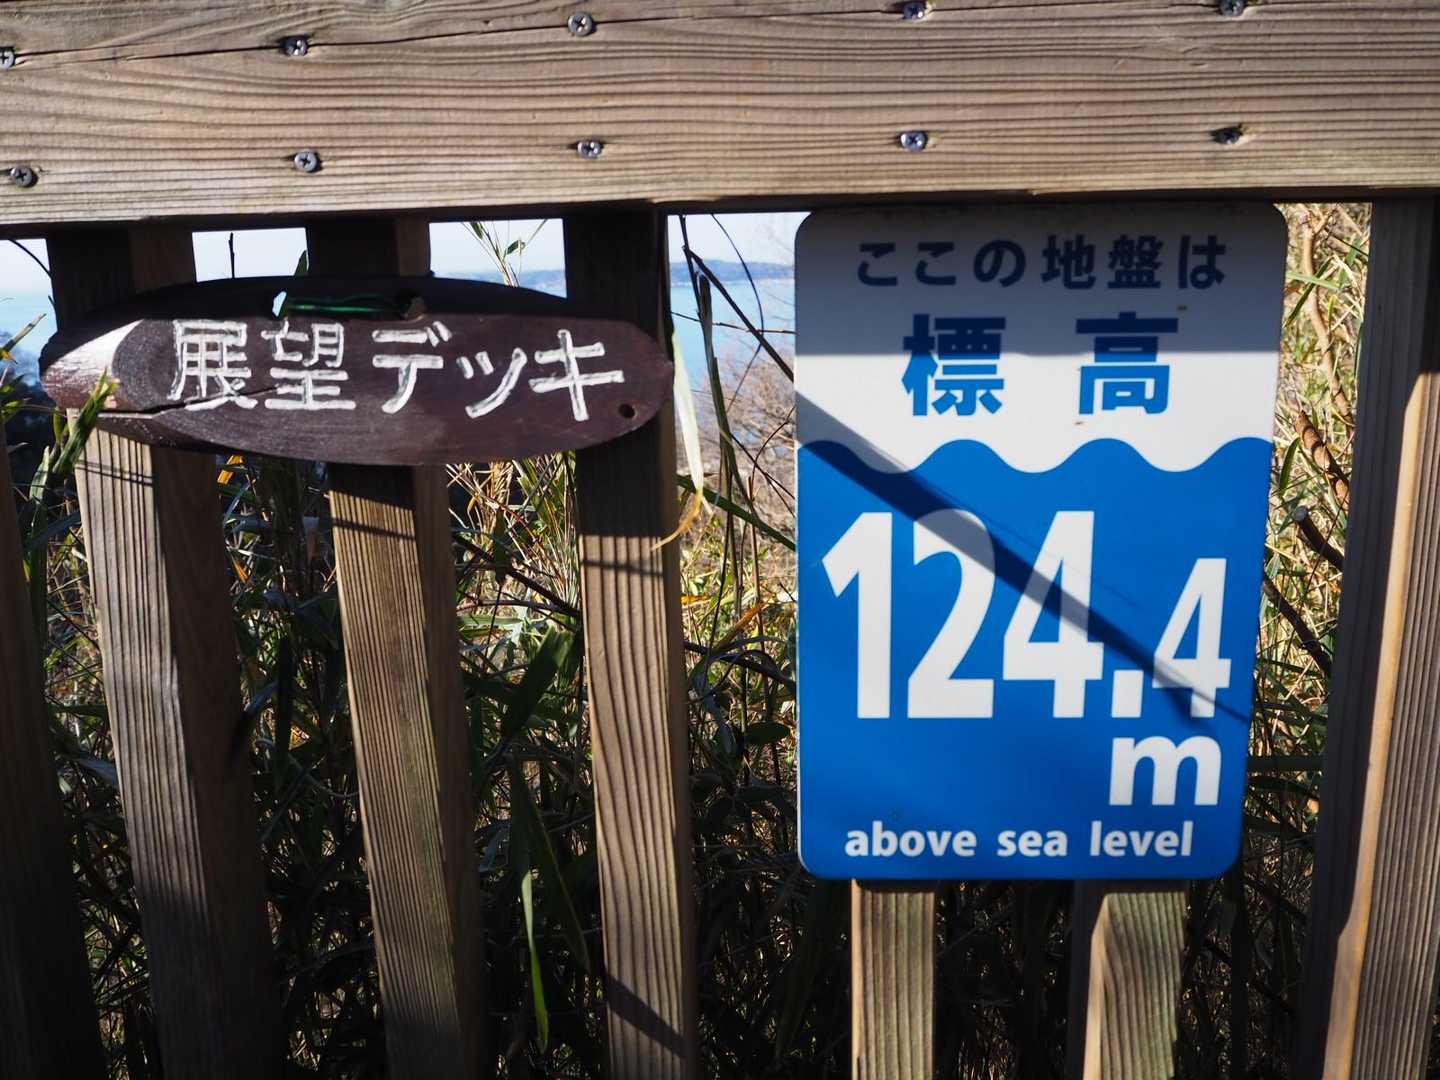 展望デッキ
ここの地盤は
標高
124.4
m
above sea level